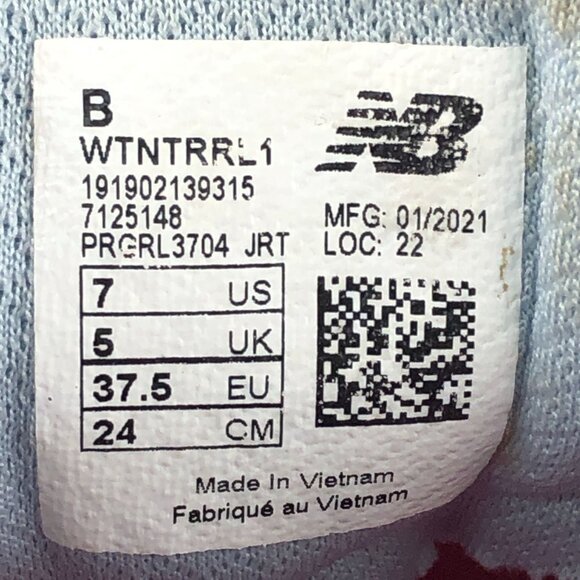 B
WTNTRRL1
191902139315
7125148
PRGRL3704 JRT
NB
MFG: 01/2021
LOC: 22
7 US
5 UK
37.5 EU
24 CM
Made In Vietnam
Fabriqué au Vietnam